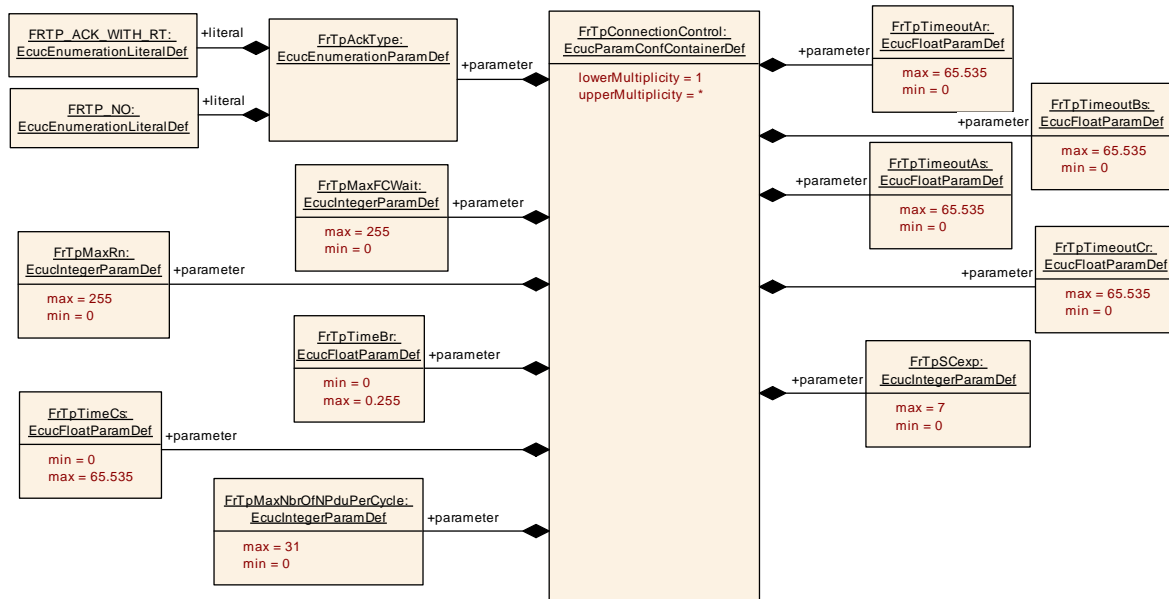 FRTP_ACK_WITH_RT:
EcucEnumerationLiteralDef
+literal
FrTpAckType:
EcucEnumerationParamDef
+parameter
FRTP_NO:
EcucEnumerationLiteralDef
+literal
FrTpConnectionControl:
EcucParamConfContainerDef
lowerMultiplicity = 1
upperMultiplicity = *
+parameter
FrTpTimeoutAr:
EcucFloatParamDef
max = 65.535
min = 0
+parameter
FrTpTimeoutBs:
EcucFloatParamDef
max = 65.535
min = 0
+parameter
FrTpTimeoutAs:
EcucFloatParamDef
max = 65.535
min = 0
FrTpMaxFCWait:
EcucIntegerParamDef
max = 255
min = 0
+parameter
FrTpMaxRn:
EcucIntegerParamDef
max = 255
min = 0
+parameter
+parameter
FrTpTimeoutCr:
EcucFloatParamDef
max = 65.535
min = 0
FrTpTimeBr:
EcucFloatParamDef
min = 0
max = 0.255
+parameter
+parameter
FrTpSCexp:
EcucIntegerParamDef
max = 7
min = 0
FrTpTimeCs:
EcucFloatParamDef
min = 0
max = 65.535
+parameter
FrTpMaxNbrOfNPduPerCycle:
EcucIntegerParamDef
max = 31
min = 0
+parameter